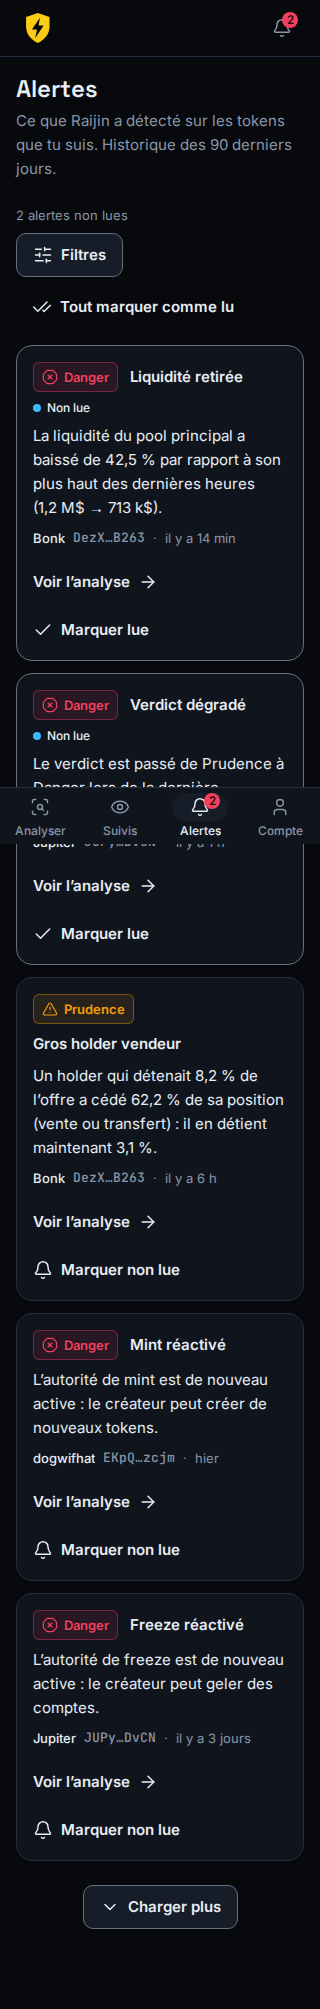 2
Alertes
Ce que Raijin a détecté sur les tokens
que tu suis. Historique des 90 derniers
jours.
2 alertes non lues
Filtres
Tout marquer comme lu
Danger Liquidité retirée
Non lue
La liquidité du pool principal a
baissé de 42,5 % par rapport à son
plus haut des dernières heures
(1,2 M$ → 713 k$).
Bonk DezX…B263 · il y a 14 min
Voir l’analyse
Marquer lue
Danger Verdict dégradé
Non lue
Le verdict est passé de Prudence à
2
Analyser Suivis Alertes Compte
Voir l’analyse
Marquer lue
Prudence
Gros holder vendeur
Un holder qui détenait 8,2 % de
l’offre a cédé 62,2 % de sa position
(vente ou transfert) : il en détient
maintenant 3,1 %.
Bonk DezX…B263 · il y a 6 h
Voir l’analyse
Marquer non lue
Danger Mint réactivé
L’autorité de mint est de nouveau
active : le créateur peut créer de
nouveaux tokens.
dogwifhat EKpQ…zcjm · hier
Voir l’analyse
Marquer non lue
Danger Freeze réactivé
L’autorité de freeze est de nouveau
active : le créateur peut geler des
comptes.
Jupiter JUPy…DvCN · il y a 3 jours
Voir l’analyse
Marquer non lue
Charger plus